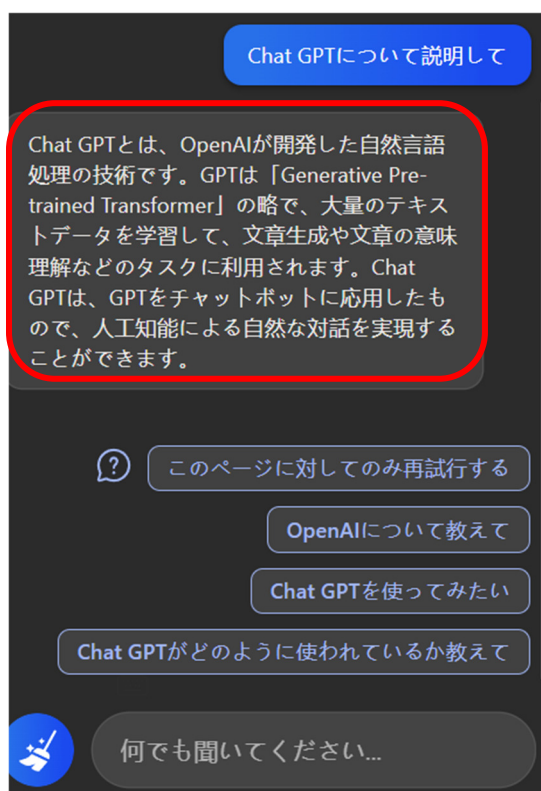 Chat GPTについて説明して
Chat GPTとは、OpenAIが開発した自然言語
処理の技術です。GPTは「Generative Pre-
trained Transformer」の略で、大量のテキス
トデータを学習して、文章生成や文章の意味
理解などのタスクに利用されます。Chat
GPTは、GPTをチャットボットに応用したも
ので、人工知能による自然な対話を実現する
ことができます。
このページに対してのみ再試行する
OpenAIについて教えて
Chat GPTを使ってみたい
Chat GPTがどのように使われているか教えて
何でも聞いてください...